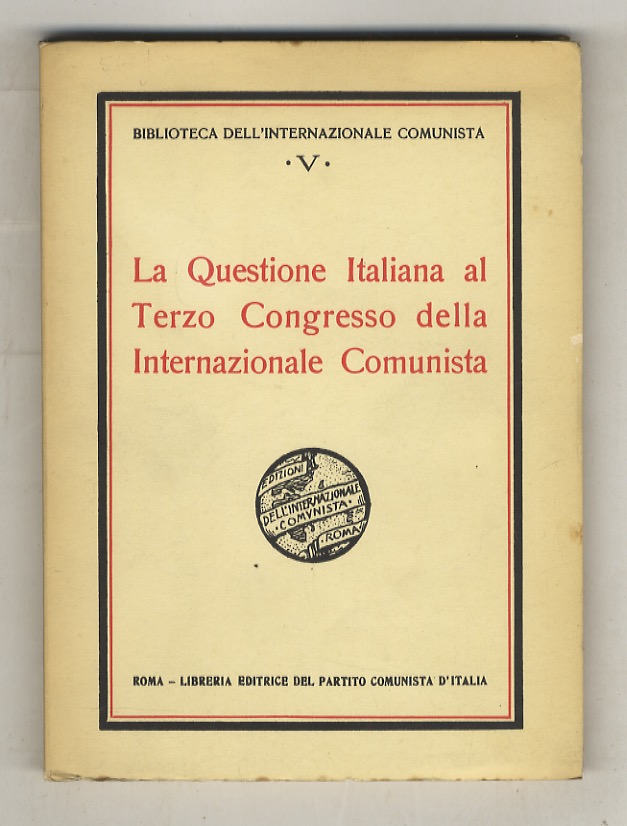 BIBLIOTECA DELL'INTERNAZIONALE COMUNISTA
• V •
La Questione Italiana al
Terzo Congresso della
Internazionale Comunista
EDIZIONI
DELL'INTERNAZIONALE
· COMVNISTA ·
· ROMA
ROMA – LIBRERIA EDITRICE DEL PARTITO COMUNISTA D'ITALIA